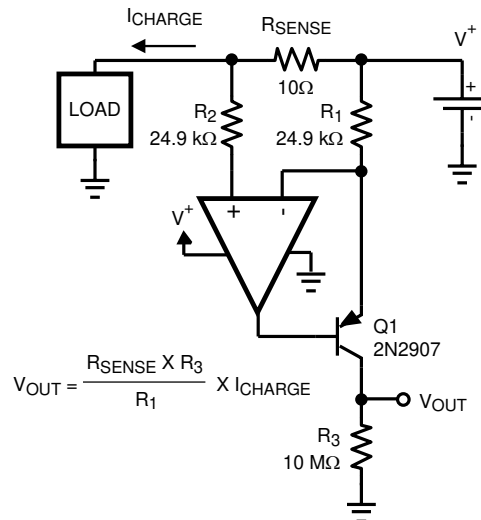 ICHARGE
RSENSE
10Ω
V+
LOAD
R2
24.9 kΩ
R1
24.9 kΩ
+
-
V+
+
-
Q1
2N2907
VOUT = RSENSE X R3 / R1 X ICHARGE
VOUT
R3
10 MΩ